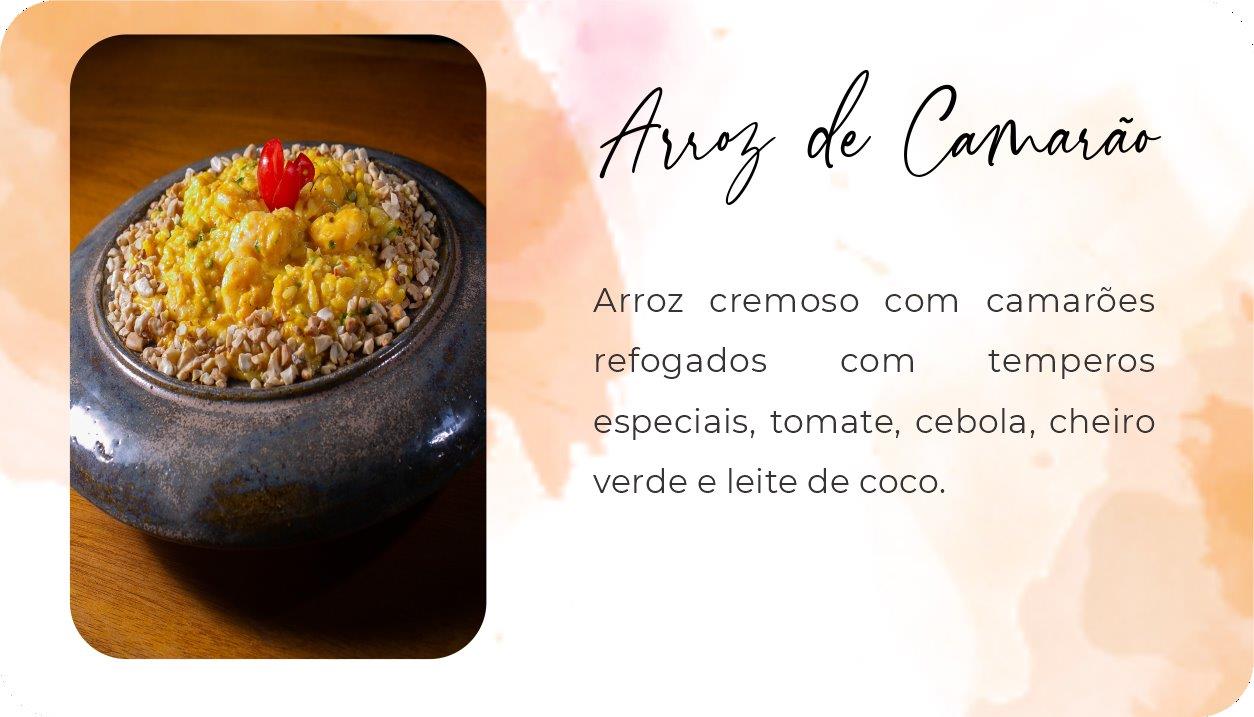 Arroz de Camarão
Arroz cremoso com camarões
refogados com temperos
especiais, tomate, cebola, cheiro
verde e leite de coco.